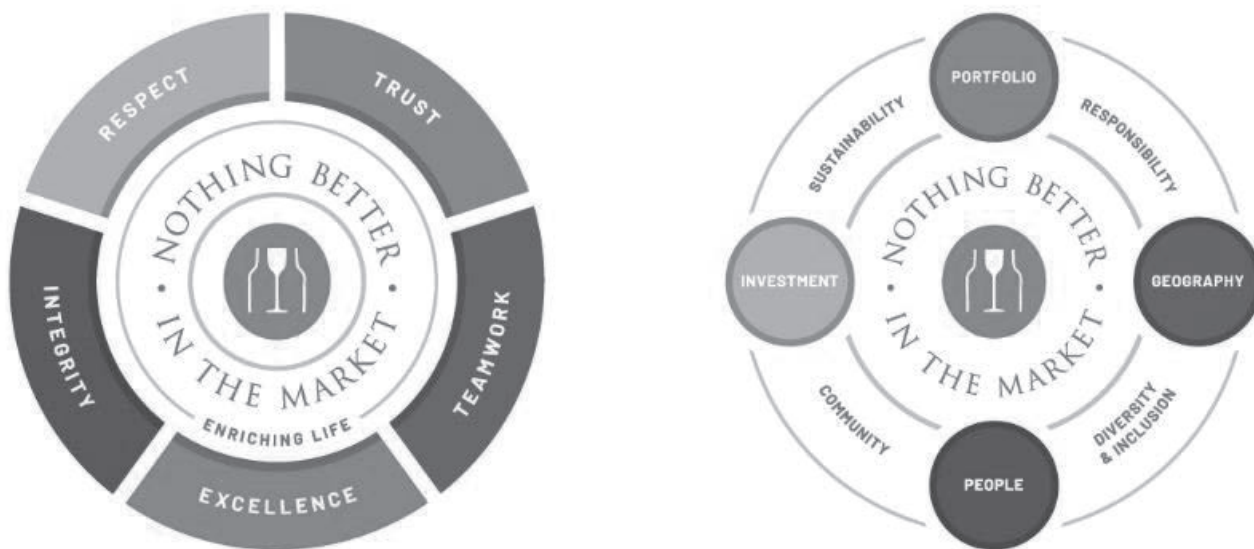 RESPECT
TRUST
INTEGRITY
TEAMWORK
EXCELLENCE
· NOTHING BETTER ·
IN THE MARKET
ENRICHING LIFE
PORTFOLIO
SUSTAINABILITY
RESPONSIBILITY
INVESTMENT
GEOGRAPHY
· NOTHING BETTER ·
IN THE MARKET
COMMUNITY
DIVERSITY
& INCLUSION
PEOPLE